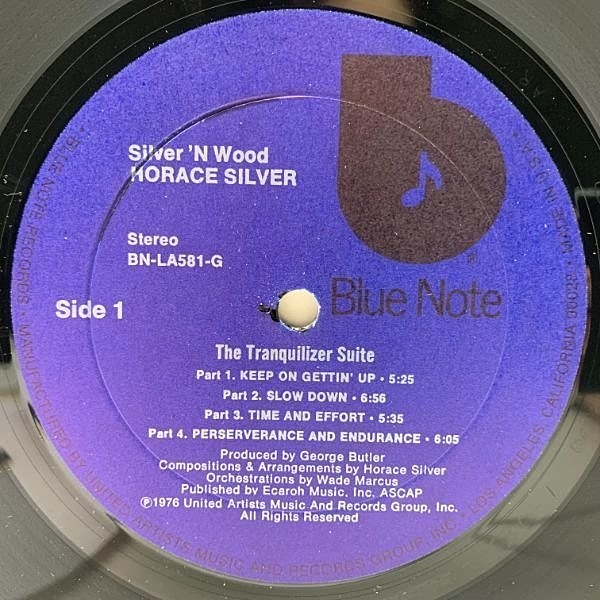 Silver 'N Wood
HORACE SILVER
Stereo
BN-LA581-G
Side 1
b
®
Blue Note
The Tranquilizer Suite
Part 1. KEEP ON GETTIN' UP • 5:25
Part 2. SLOW DOWN • 6:56
Part 3. TIME AND EFFORT • 5:35
Part 4. PERSERVERANCE AND ENDURANCE • 6:05
Produced by George Butler
Compositions & Arrangements by Horace Silver
Orchestrations by Wade Marcus
Published by Ecaroh Music, Inc. ASCAP
℗1976 United Artists Music And Records Group, Inc.
All Rights Reserved
• BLUE NOTE RECORDS • MANUFACTURED BY UNITED ARTISTS MUSIC AND RECORDS GROUP, INC. • LOS ANGELES, CALIFORNIA 90028 • MADE IN U.S.A. •